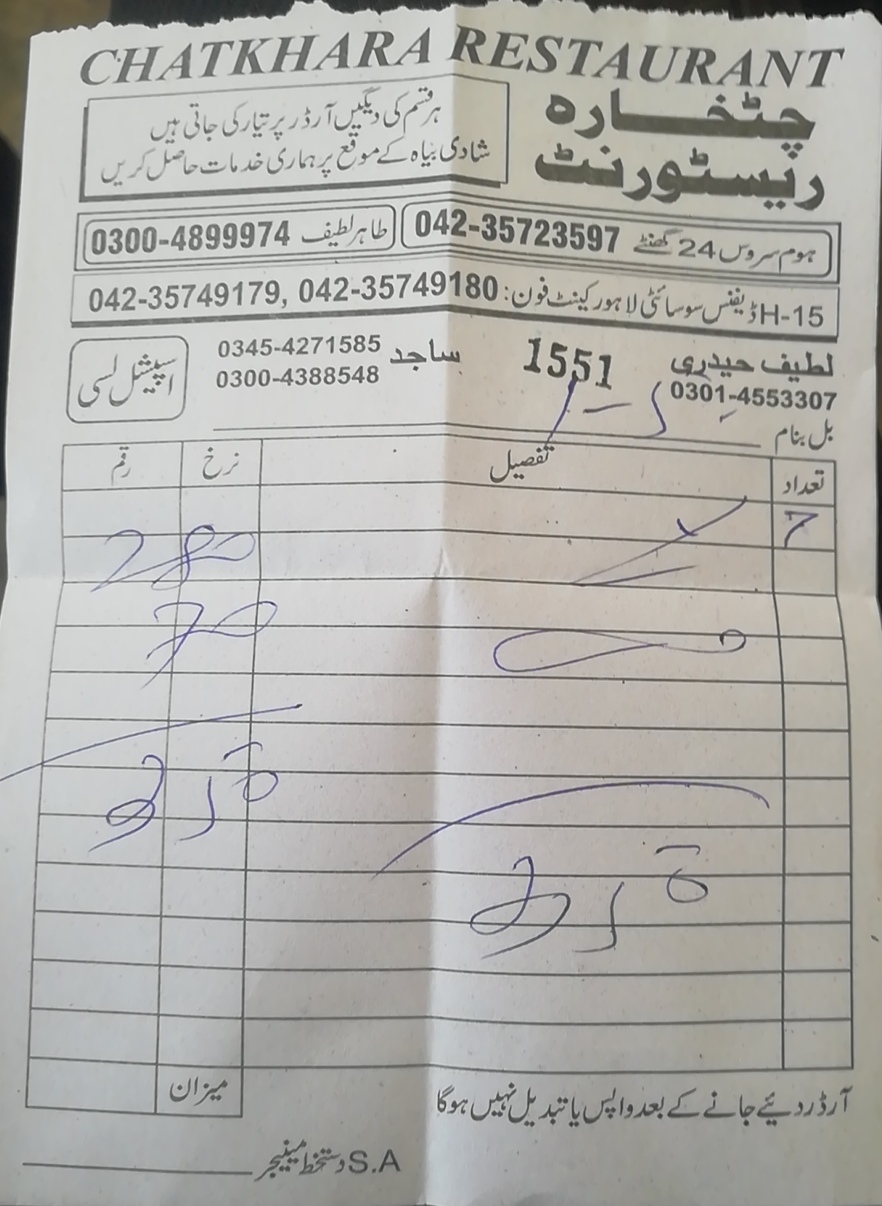 CHATKHARA RESTAURANT
چٹخارہ
ریسٹورنٹ
ہر قسم کی دیگیں آرڈر پر تیار کی جاتی ہیں
شادی بیاہ کے موقع پر ہماری خدمات حاصل کریں
ہوم سروس 24 گھنٹے 042-35723597
طاہر لطیف 0300-4899974
H-15 ڈیفنس سوسائٹی لاہور کینٹ فون: 042-35749180 ,042-35749179
لطیف حیدری
0301-4553307
1551
ساجد 0345-4271585
0300-4388548
اسپیشل لسی
بل بنام
تعداد تفصیل نرخ رقم
7
280
70
میزان
آرڈر دئیے جانے کے بعد واپس یا تبدیل نہیں ہوگا
S.A دستخط مینیجر